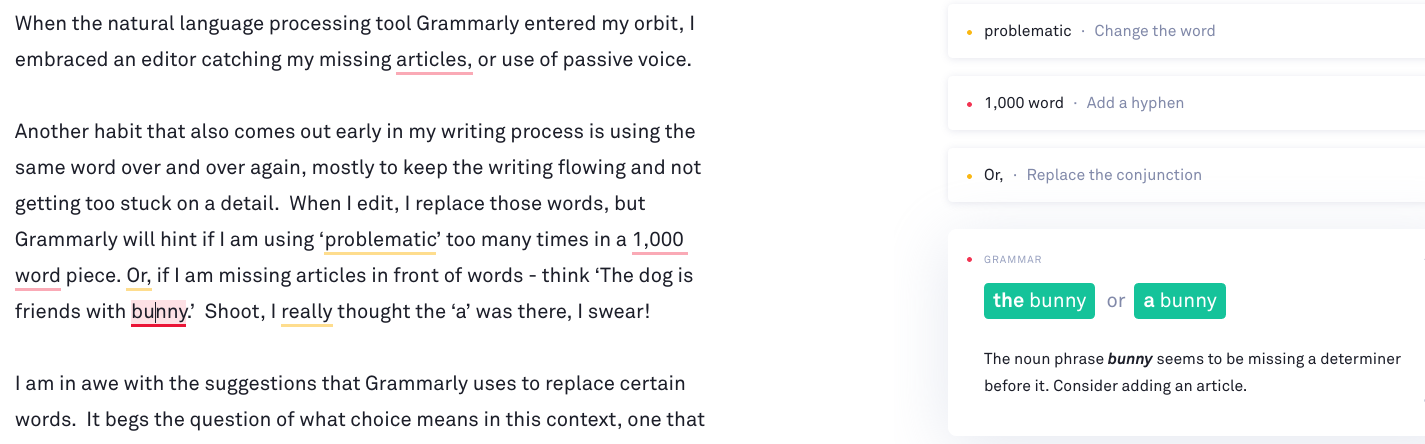 When the natural language processing tool Grammarly entered my orbit, I
embraced an editor catching my missing articles, or use of passive voice.
Another habit that also comes out early in my writing process is using the
same word over and over again, mostly to keep the writing flowing and not
getting too stuck on a detail.  When I edit, I replace those words, but
Grammarly will hint if I am using ‘problematic’ too many times in a 1,000
word piece. Or, if I am missing articles in front of words - think ‘The dog is
friends with bunny.’  Shoot, I really thought the ‘a’ was there, I swear!
I am in awe with the suggestions that Grammarly uses to replace certain
words.  It begs the question of what choice means in this context, one that
problematic · Change the word
1,000 word · Add a hyphen
Or, · Replace the conjunction
GRAMMAR
the bunny or a bunny
The noun phrase bunny seems to be missing a determiner
before it. Consider adding an article.